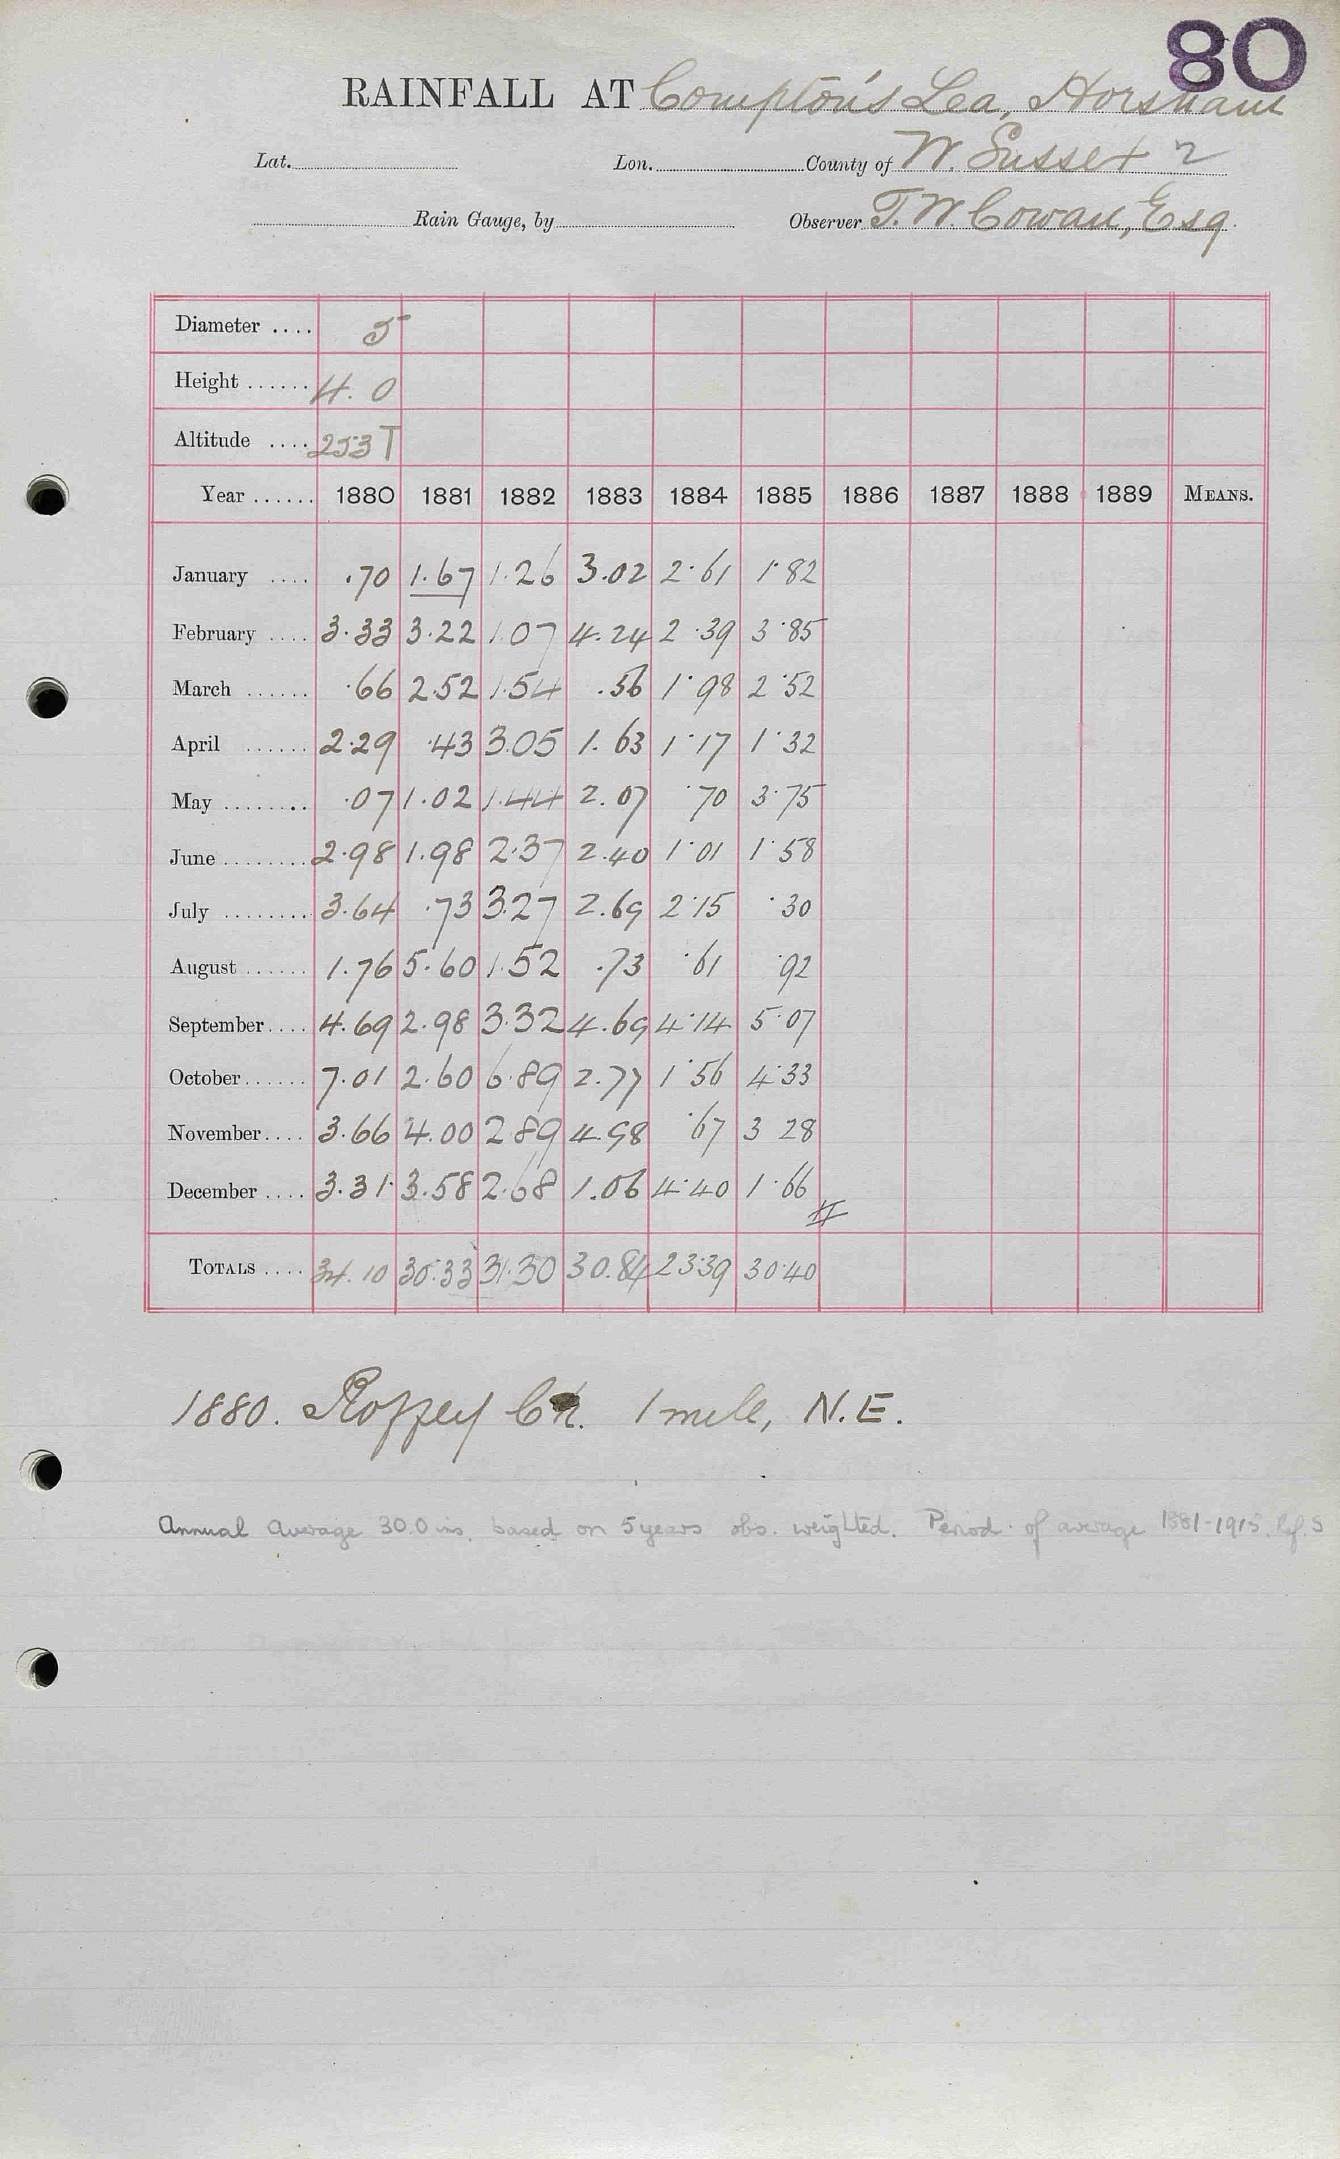 80
RAINFALL AT Compton's Lea, Horsham
Lat. Lon. County of W. Sussex 2
Rain Gauge, by Observer T. W. Cowan, Esq.
Diameter .... 5
Height ...... 4. 0
Altitude .... 253 T
Year ...... 1880 1881 1882 1883 1884 1885 1886 1887 1888 1889 MEANS.
January .... .70 1.67 1.26 3.02 2.61 1.82
February .... 3.33 3.22 1.07 4.24 2.39 3.85
March ...... .66 2.52 1.54 .56 1.98 2.52
April ...... 2.29 .43 3.05 1.63 1.17 1.32
May ........ .07 1.02 1.44 2.07 .70 3.75
June ........ 2.98 1.98 2.37 2.40 1.01 1.58
July ........ 3.64 .73 3.27 2.69 2.15 .30
August ...... 1.76 5.60 1.52 .73 .61 .92
September .... 4.69 2.98 3.32 4.69 4.14 5.07
October ...... 7.01 2.60 6.89 2.77 1.56 4.33
November .... 3.66 4.00 2.89 4.98 .67 3 28
December .... 3.31 3.58 2.68 1.06 4.40 1.66
TOTALS .... 34.10 30.33 31.30 30.84 23.39 30.40
1880. Roffey Ch. 1 mile, N.E.
Annual average 30.0 ins. based on 5 years obs. weighted. Period of average 1881-1915. Ref. S